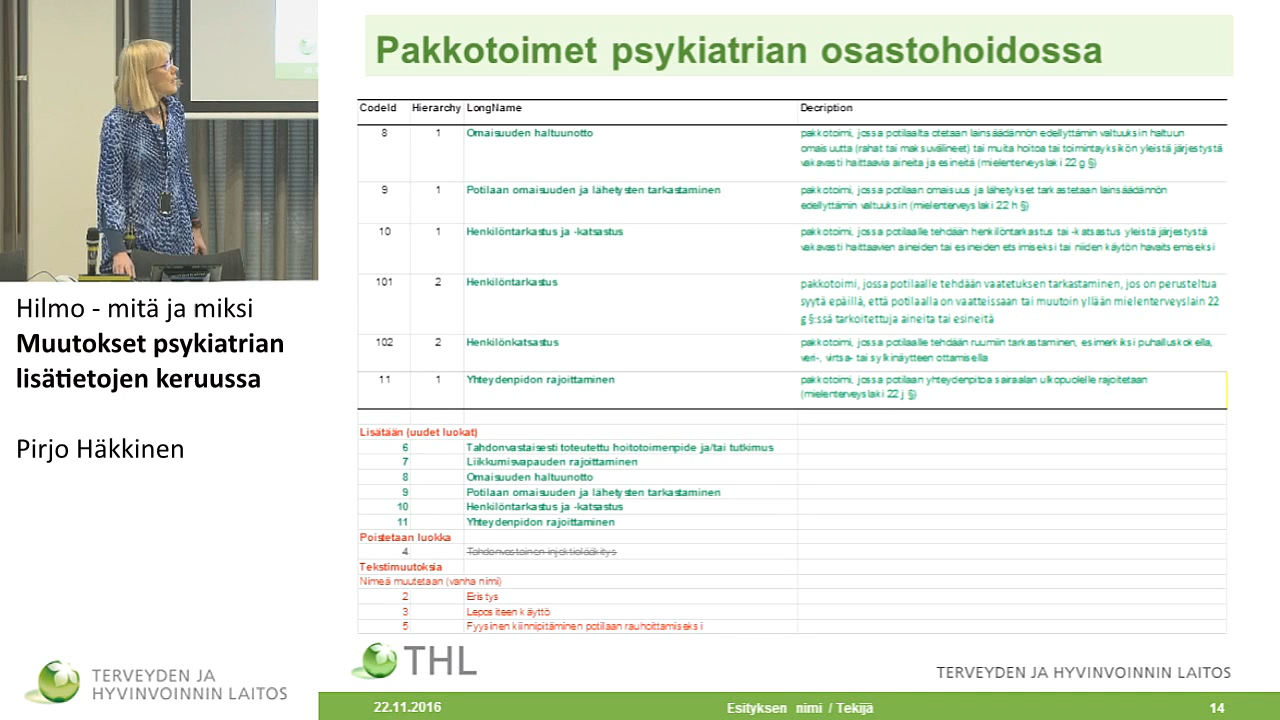 Pakkotoimet psykiatrian osastohoidossa
CodeId Hierarchy LongName Decription
8 1 Omaisuuden haltuunotto pakkotoimi, jossa potilaalta otetaan lainsäädännön edellyttämin valtuuksin haltuun
omaisuutta (rahat tai maksuvälineet) tai muita hoitoa tai toimintayksikön yleistä järjestystä
vakavasti haittaavia aineita ja esineitä (mielenterveyslaki 22 g §)
9 1 Potilaan omaisuuden ja lähetysten tarkastaminen pakkotoimi, jossa potilaan omaisuus ja lähetykset tarkastetaan lainsäädännön
edellyttämin valtuuksin (mielenterveyslaki 22 h §)
10 1 Henkilöntarkastus ja -katsastus pakkotoimi, jossa potilaalle tehdään henkilöntarkastus tai -katsastus yleistä järjestystä
vakavasti haittaavien aineiden tai esineiden etsimiseksi tai niiden käytön havaitsemiseksi
101 2 Henkilöntarkastus pakkotoimi, jossa potilaalle tehdään vaatetuksen tarkastaminen, jos on perusteltua
syytä epäillä, että potilaalla on vaatteissaan tai muutoin yllään mielenterveyslain 22
g §:ssä tarkoitettuja aineita tai esineitä
102 2 Henkilönkatsastus pakkotoimi, jossa potilaalle tehdään ruumiin tarkastaminen, esimerkiksi puhalluskokella,
veri-, virtsa- tai sylkinäytteen ottamisella
11 1 Yhteydenpidon rajoittaminen pakkotoimi, jossa potilaan yhteydenpitoa sairaalan ulkopuolelle rajoitetaan
(mielenterveyslaki 22 j §)
Lisätään (uudet luokat)
6 Tahdonvastaisesti toteutettu hoitotoimenpide ja/tai tutkimus
7 Liikkumisvapauden rajoittaminen
8 Omaisuuden haltuunotto
9 Potilaan omaisuuden ja lähetysten tarkastaminen
10 Henkilöntarkastus ja -katsastus
11 Yhteydenpidon rajoittaminen
Poistetaan luokka
4 Tahdonvastainen injektiolääkitys
Tekstimuutoksia
Nimeä muutetaan (vanha nimi)
2 Eristys
3 Lepositeen käyttö
5 Fyysinen kiinnipitäminen potilaan rauhoittamiseksi
THL
TERVEYDEN JA HYVINVOINNIN LAITOS
22.11.2016 Esityksen nimi / Tekijä 14
Hilmo - mitä ja miksi
Muutokset psykiatrian
lisätietojen keruussa
Pirjo Häkkinen
TERVEYDEN JA
HYVINVOINNIN LAITOS